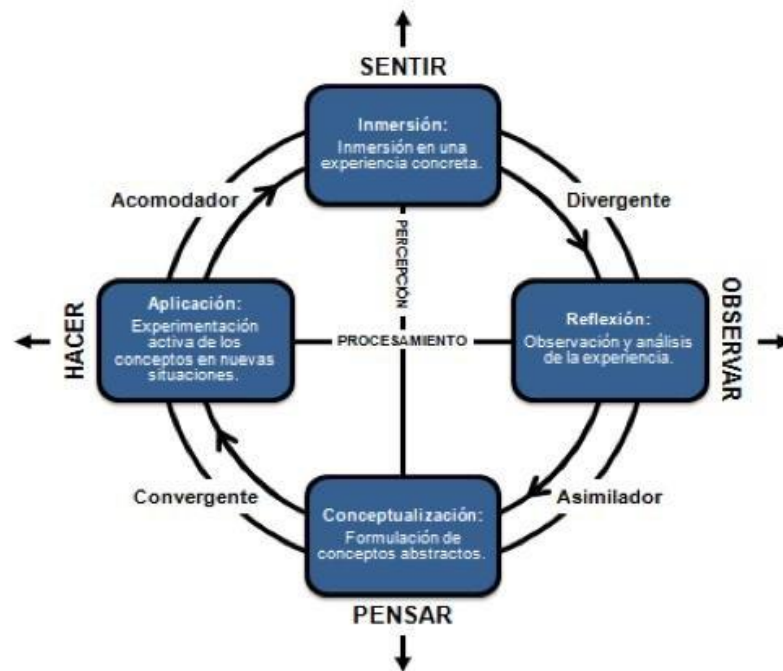 SENTIR
Inmersión:
Inmersión en una
experiencia concreta.
Acomodador
Divergente
PERCEPCIÓN
HACER
Aplicación:
Experimentación
activa de los
conceptos en nuevas
situaciones.
PROCESAMIENTO
Reflexión:
Observación y análisis
de la experiencia.
OBSERVAR
Convergente
Asimilador
Conceptualización:
Formulación de
conceptos abstractos.
PENSAR